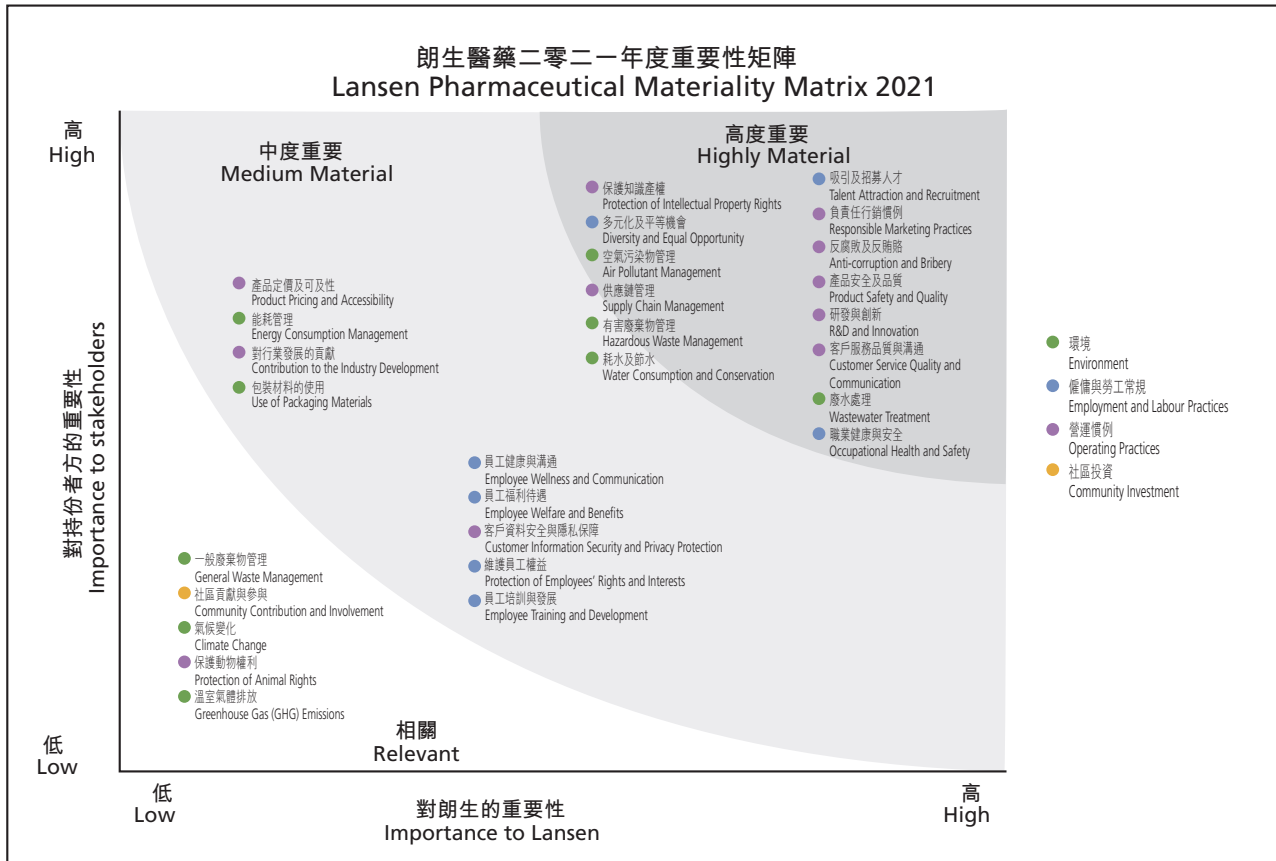 朗生醫藥二零二一年度重要性矩陣
Lansen Pharmaceutical Materiality Matrix 2021
高
High
對持份者方的重要性
Importance to stakeholders
低
Low
中度重要
Medium Material
高度重要
Highly Material
產品定價及可及性
Product Pricing and Accessibility
能耗管理
Energy Consumption Management
對行業發展的貢獻
Contribution to the Industry Development
包裝材料的使用
Use of Packaging Materials
保護知識產權
Protection of Intellectual Property Rights
多元化及平等機會
Diversity and Equal Opportunity
空氣污染物管理
Air Pollutant Management
供應鏈管理
Supply Chain Management
有害廢棄物管理
Hazardous Waste Management
耗水及節水
Water Consumption and Conservation
吸引及招募人才
Talent Attraction and Recruitment
負責任行銷慣例
Responsible Marketing Practices
反腐敗及反賄賂
Anti-corruption and Bribery
產品安全及品質
Product Safety and Quality
研發與創新
R&D and Innovation
客戶服務品質與溝通
Customer Service Quality and
Communication
廢水處理
Wastewater Treatment
職業健康與安全
Occupational Health and Safety
員工健康與溝通
Employee Wellness and Communication
員工福利待遇
Employee Welfare and Benefits
客戶資料安全與隱私保障
Customer Information Security and Privacy Protection
維護員工權益
Protection of Employees' Rights and Interests
員工培訓與發展
Employee Training and Development
一般廢棄物管理
General Waste Management
社區貢獻與參與
Community Contribution and Involvement
氣候變化
Climate Change
保護動物權利
Protection of Animal Rights
溫室氣體排放
Greenhouse Gas (GHG) Emissions
相關
Relevant
低
Low
對朗生的重要性
Importance to Lansen
高
High
環境
Environment
僱傭與勞工常規
Employment and Labour Practices
營運慣例
Operating Practices
社區投資
Community Investment